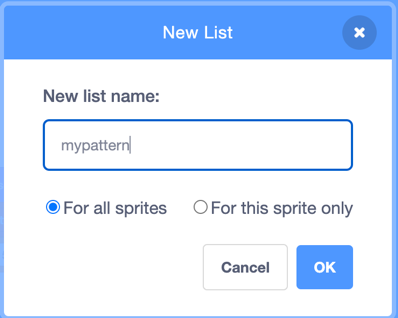 New List
New list name:
mypattern
For all sprites For this sprite only
Cancel OK